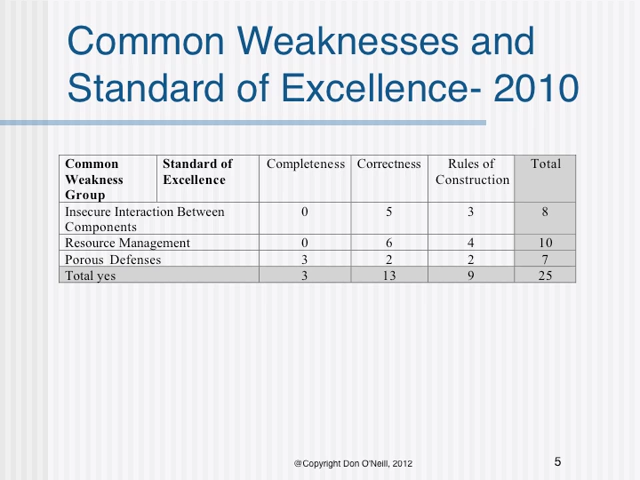 Common Weaknesses and
Standard of Excellence- 2010
Common Weakness Group Standard of Excellence Completeness Correctness Rules of Construction Total
Insecure Interaction Between Components 0 5 3 8
Resource Management 0 6 4 10
Porous Defenses 3 2 2 7
Total yes 3 13 9 25
@Copyright Don O'Neill, 2012 5